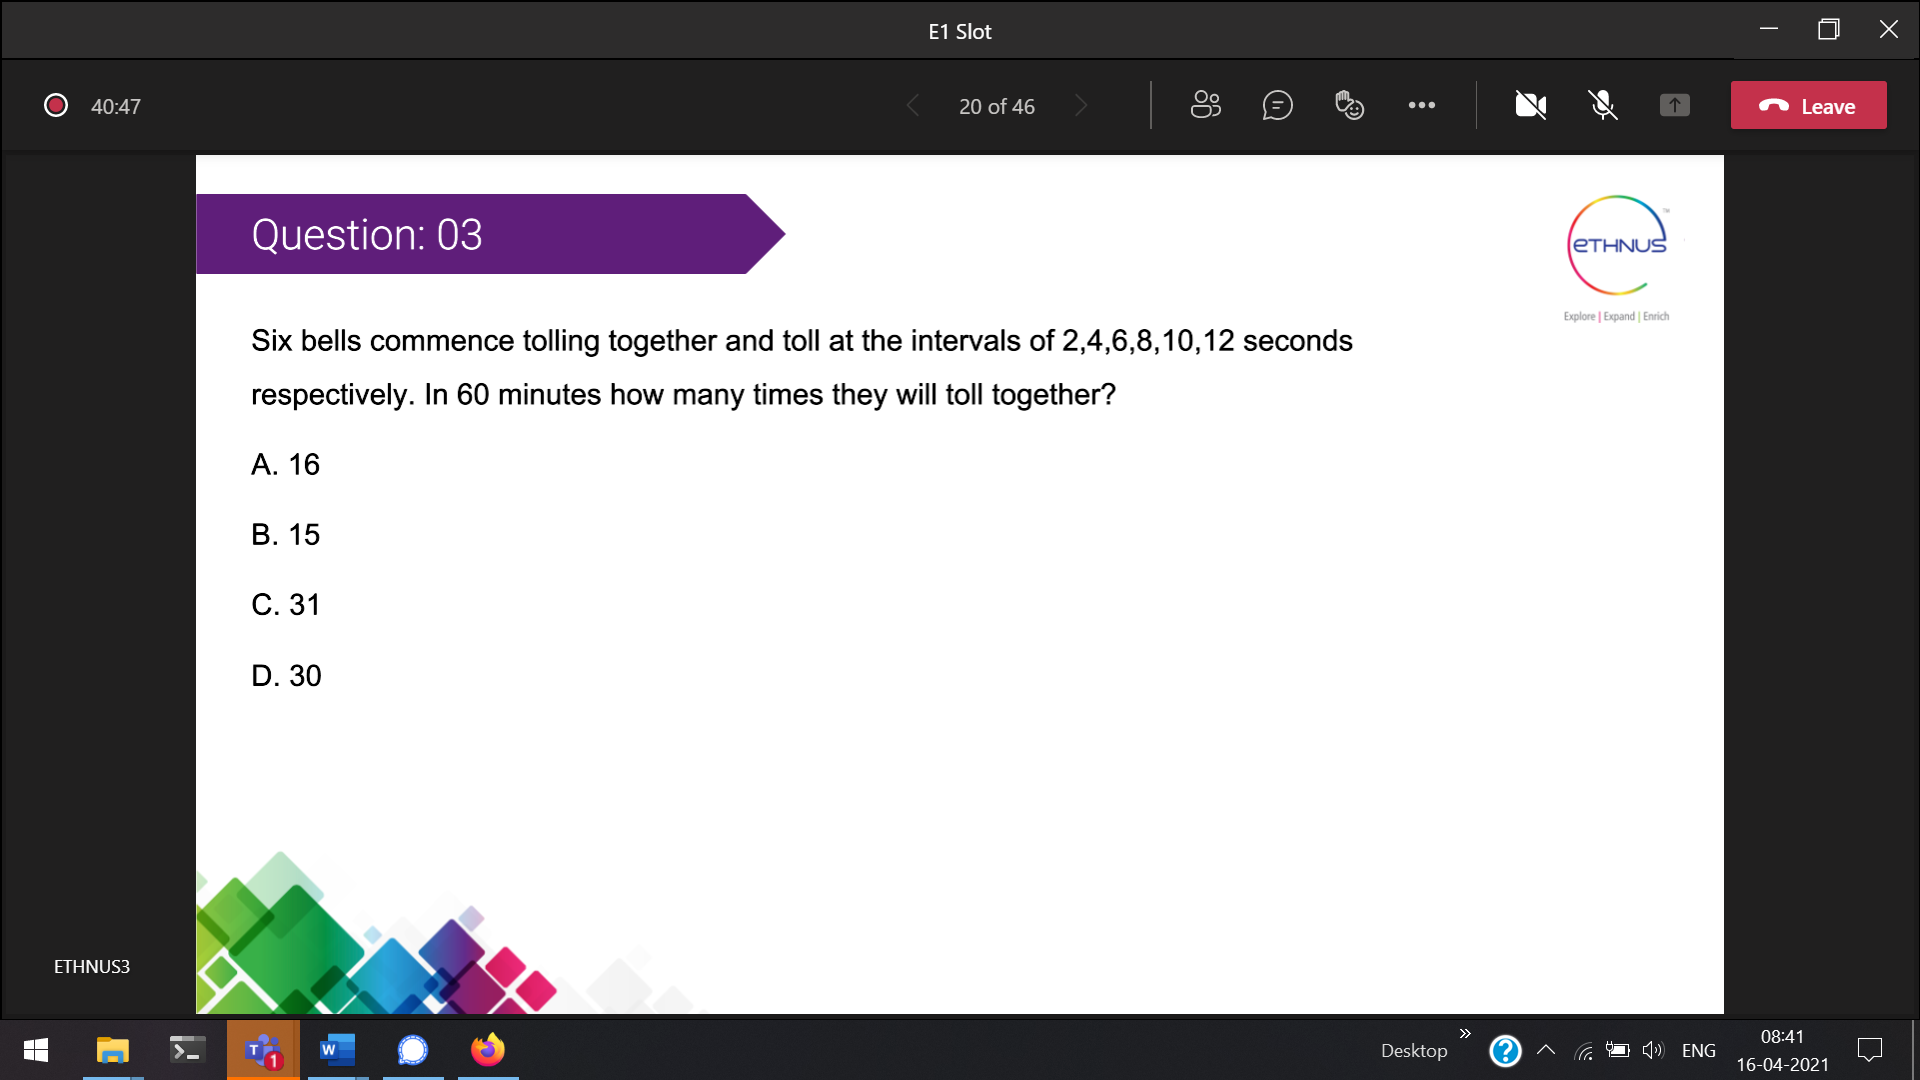 E1 Slot
40:47
20 of 46
Leave
Question: 03
eTHNUS
TM
Explore | Expand | Enrich
Six bells commence tolling together and toll at the intervals of 2,4,6,8,10,12 seconds
respectively. In 60 minutes how many times they will toll together?
A. 16
B. 15
C. 31
D. 30
ETHNUS3
T
1
W
Desktop
ENG
08:41
16-04-2021